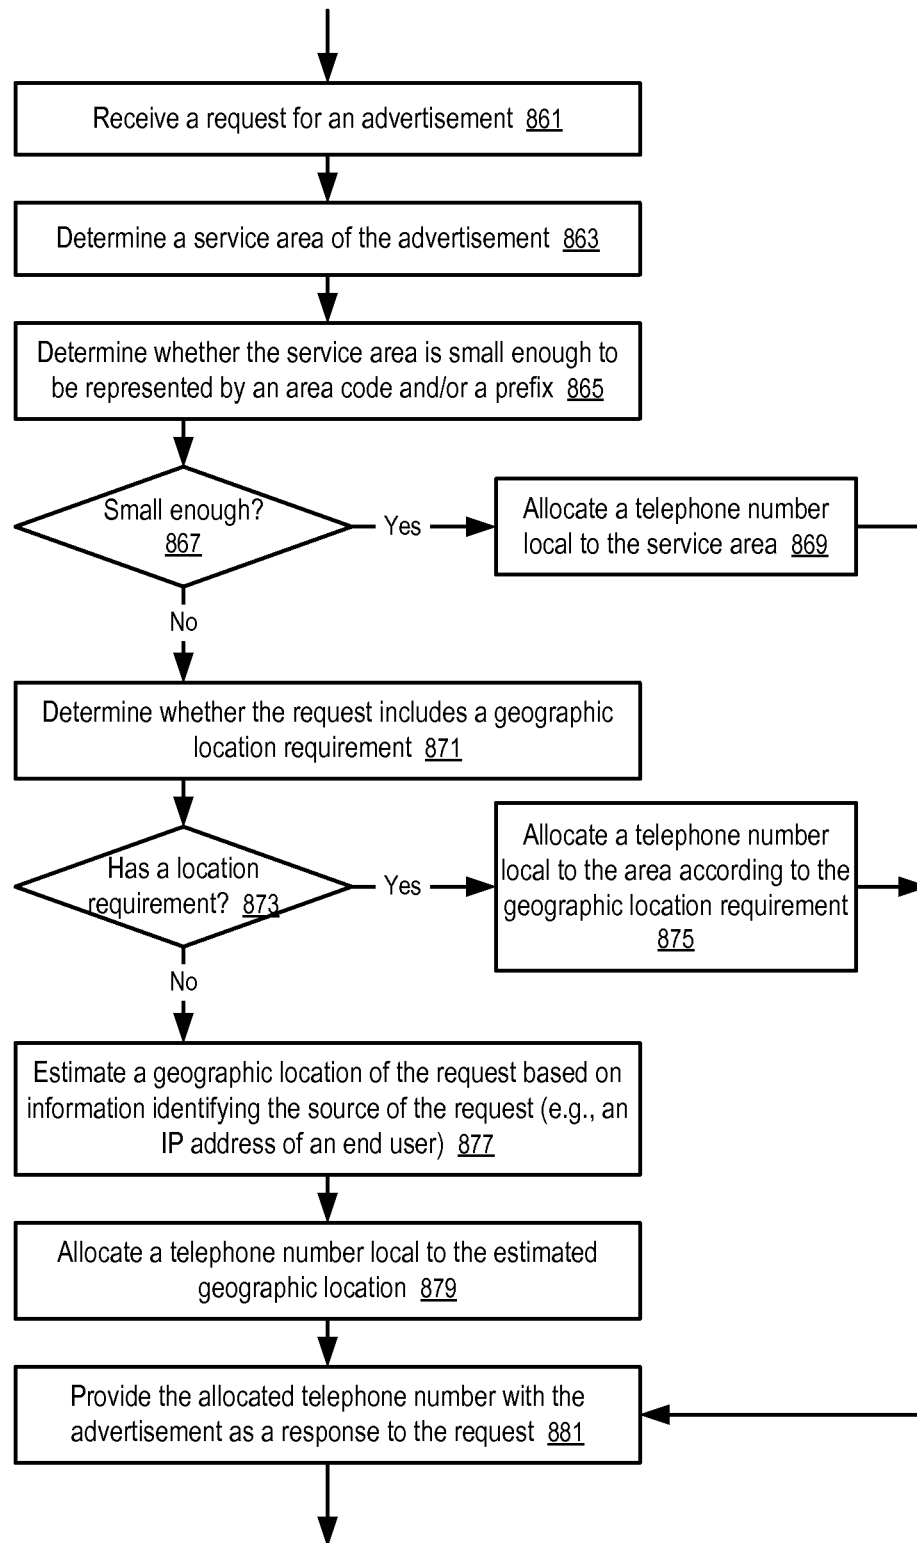 Receive a request for an advertisement 861
Determine a service area of the advertisement 863
Determine whether the service area is small enough to
be represented by an area code and/or a prefix 865
Small enough?
867
Yes
Allocate a telephone number
local to the service area 869
No
Determine whether the request includes a geographic
location requirement 871
Has a location
requirement? 873
Yes
Allocate a telephone number
local to the area according to the
geographic location requirement
875
No
Estimate a geographic location of the request based on
information identifying the source of the request (e.g., an
IP address of an end user) 877
Allocate a telephone number local to the estimated
geographic location 879
Provide the allocated telephone number with the
advertisement as a response to the request 881